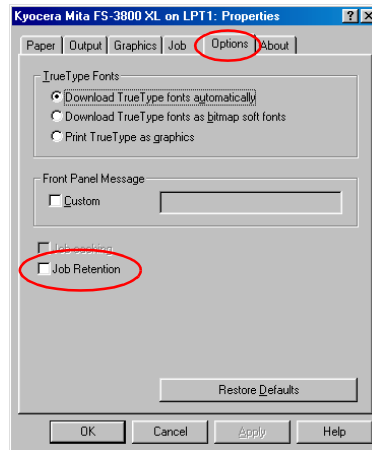 Kyocera Mita FS-3800 XL on LPT1: Properties
Paper Output Graphics Job Options About
TrueType Fonts
Download TrueType fonts automatically
Download TrueType fonts as bitmap soft fonts
Print TrueType as graphics
Front Panel Message
Custom
Job caching
Job Retention
Restore Defaults
OK Cancel Apply Help